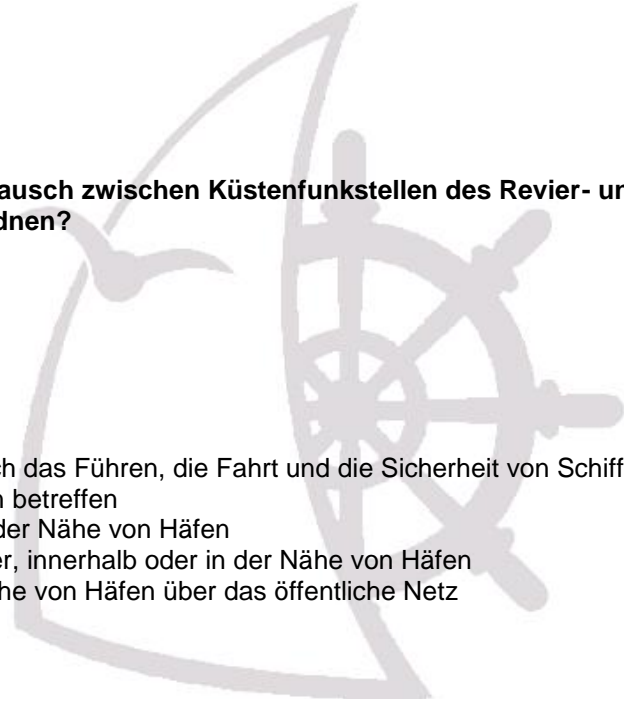 ausch zwischen Küstenfunkstellen des Revier- un
dnen?
ch das Führen, die Fahrt und die Sicherheit von Schiff
n betreffen
der Nähe von Häfen
er, innerhalb oder in der Nähe von Häfen
he von Häfen über das öffentliche Netz